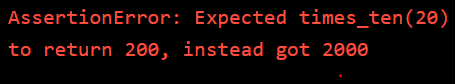 AssertionError: Expected times_ten(20)
to return 200, instead got 2000